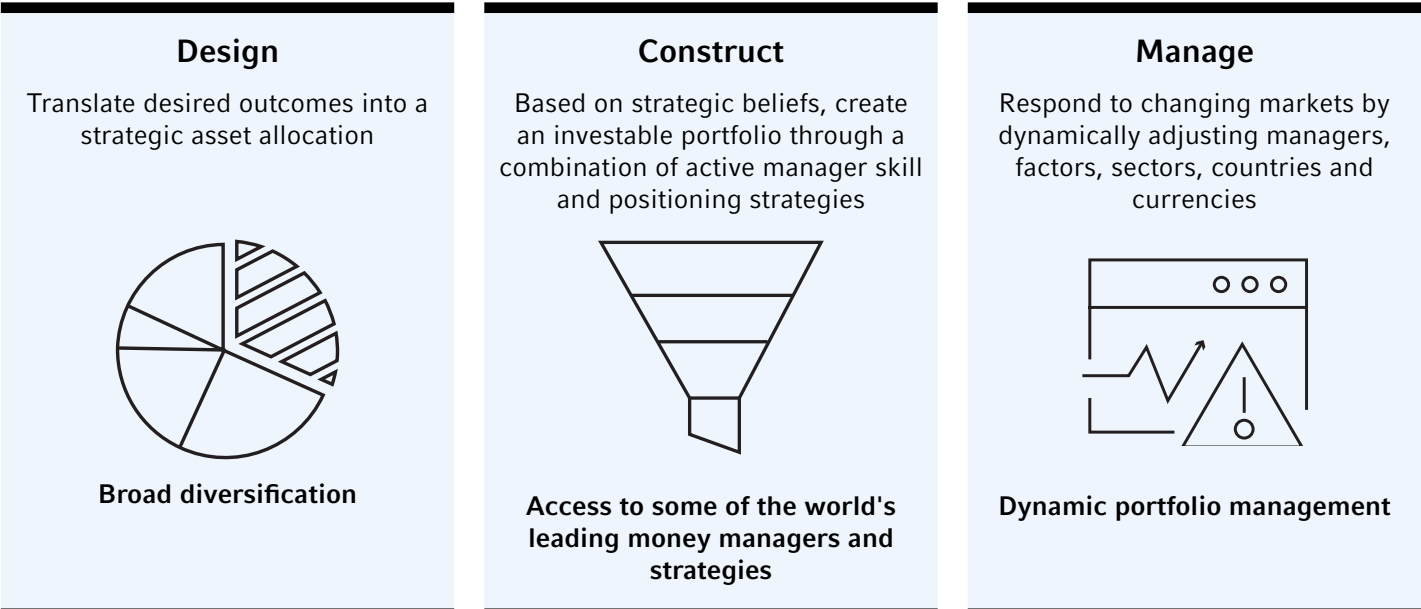 Design
Translate desired outcomes into a
strategic asset allocation
Broad diversification
Construct
Based on strategic beliefs, create
an investable portfolio through a
combination of active manager skill
and positioning strategies
Access to some of the world's
leading money managers and
strategies
Manage
Respond to changing markets by
dynamically adjusting managers,
factors, sectors, countries and
currencies
Dynamic portfolio management